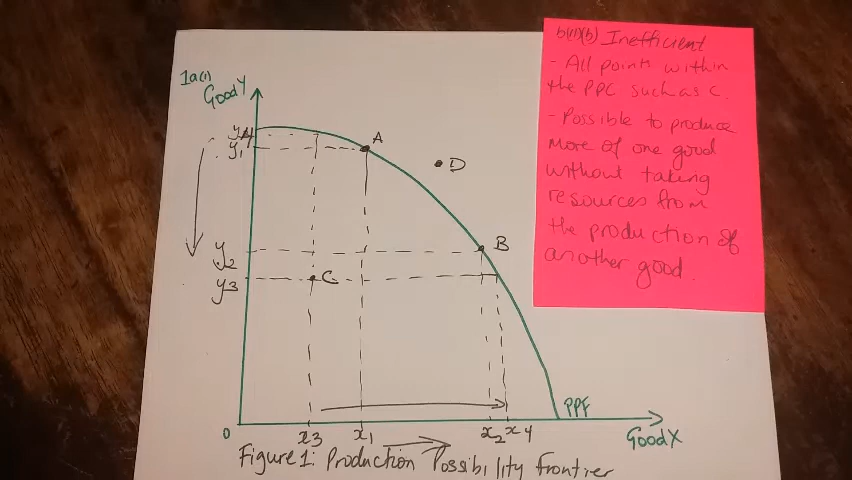 1a(i)
Good Y
y4
y1
A
D
B
y2
y3
C
PPF
0
x3
x1
x2
x4
Good X
Figure 1: Production Possibility Frontier
Inefficient
- All points within
the PPC such as C.
- Possible to produce
more of one good
without taking
resources from
the production of
another good.